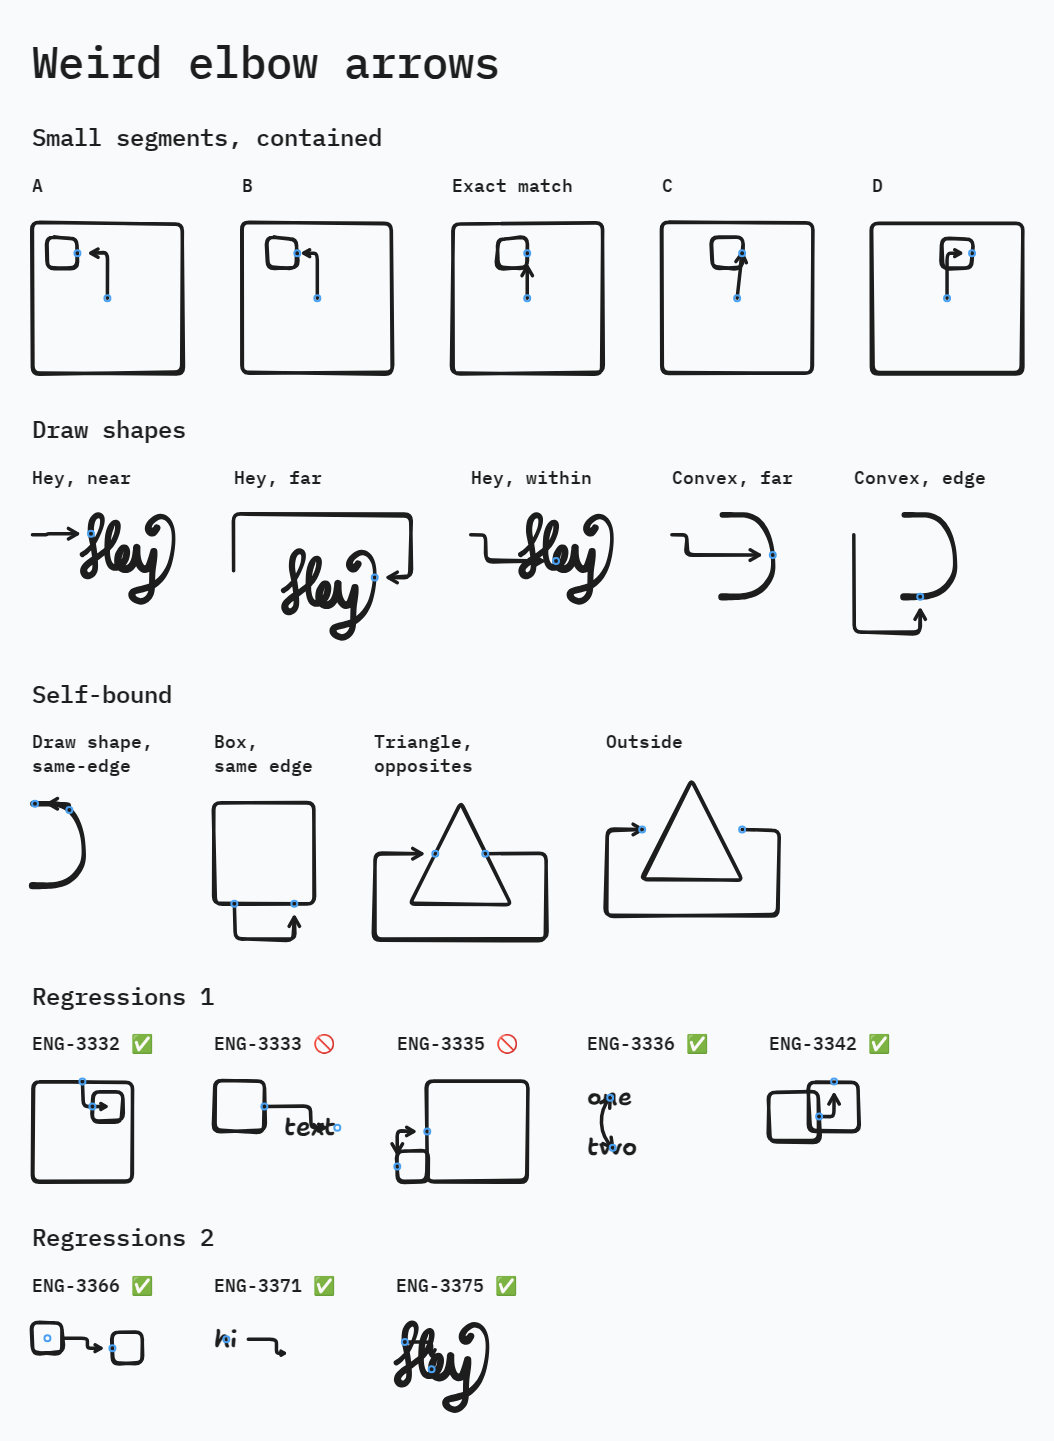 Weird elbow arrows
Small segments, contained
A B Exact match C D
Draw shapes
Hey, near Hey, far Hey, within Convex, far Convex, edge
Hey Hey Hey
Self-bound
Draw shape, Box, Triangle, Outside
same-edge same edge opposites
Regressions 1
ENG-3332 ✅ ENG-3333 🚫 ENG-3335 🚫 ENG-3336 ✅ ENG-3342 ✅
one
text
two
Regressions 2
ENG-3366 ✅ ENG-3371 ✅ ENG-3375 ✅
hi Hey